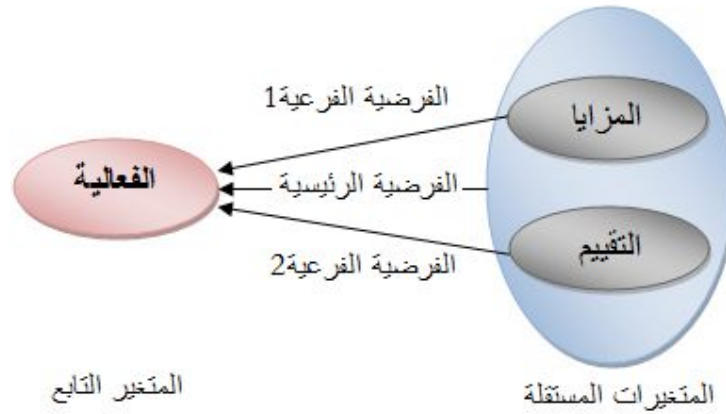 الفرضية الفرعية1
المزايا
الفعالية
الفرضية الرئيسية
التقييم
الفرضية الفرعية2
المتغيرات المستقلة
المتغير التابع